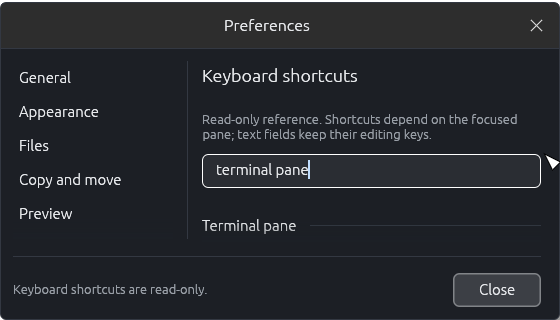 Preferences
General
Appearance
Files
Copy and move
Preview
Keyboard shortcuts
Read-only reference. Shortcuts depend on the focused
pane; text fields keep their editing keys.
terminal pane
Terminal pane
Keyboard shortcuts are read-only.
Close